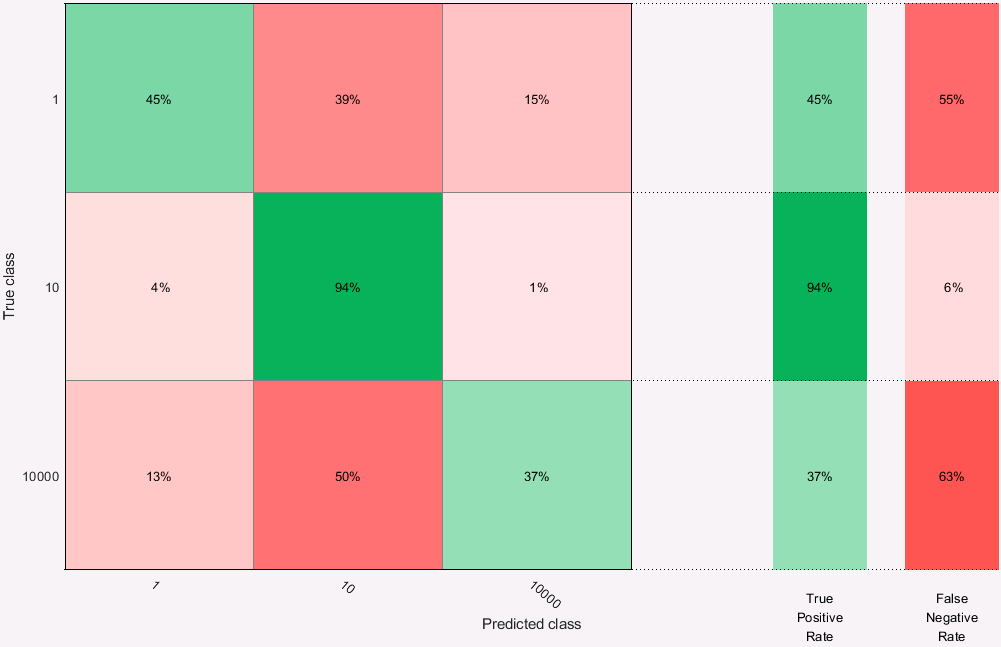 1 45% 39% 15% 45% 55%
True class
10 4% 94% 1% 94% 6%
10000 13% 50% 37% 37% 63%
1 10 10000
Predicted class
True
Positive
Rate
False
Negative
Rate